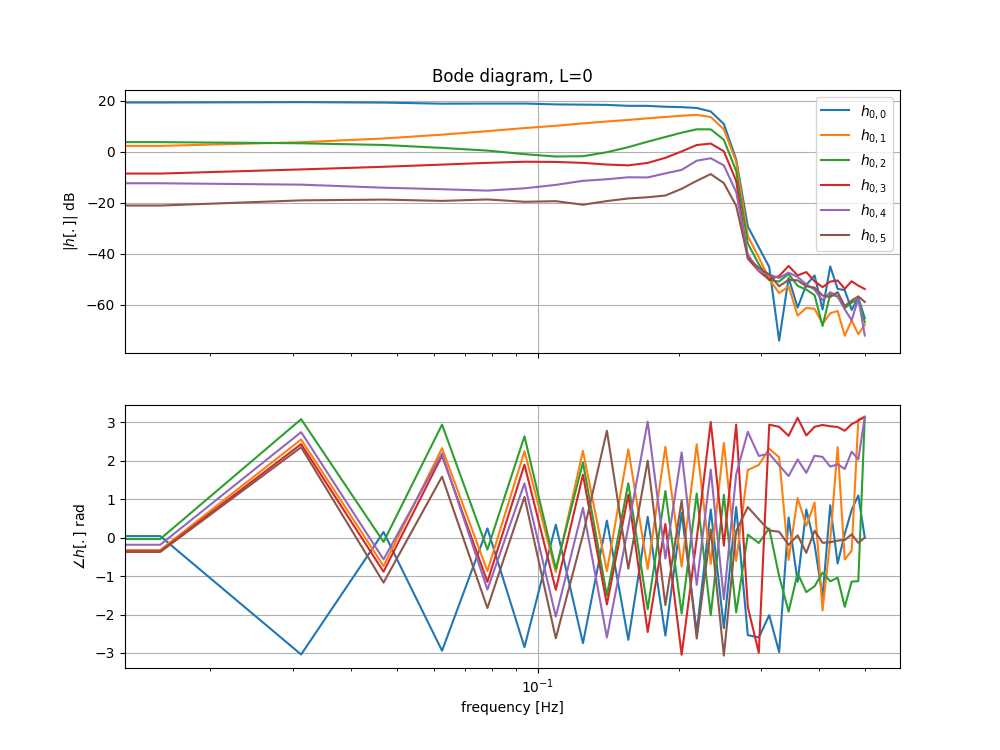 Bode diagram, L=0
|h[.]| dB
20
0
−20
−40
−60
h0,0
h0,1
h0,2
h0,3
h0,4
h0,5
∠h[.] rad
3
2
1
0
−1
−2
−3
10−1
frequency [Hz]